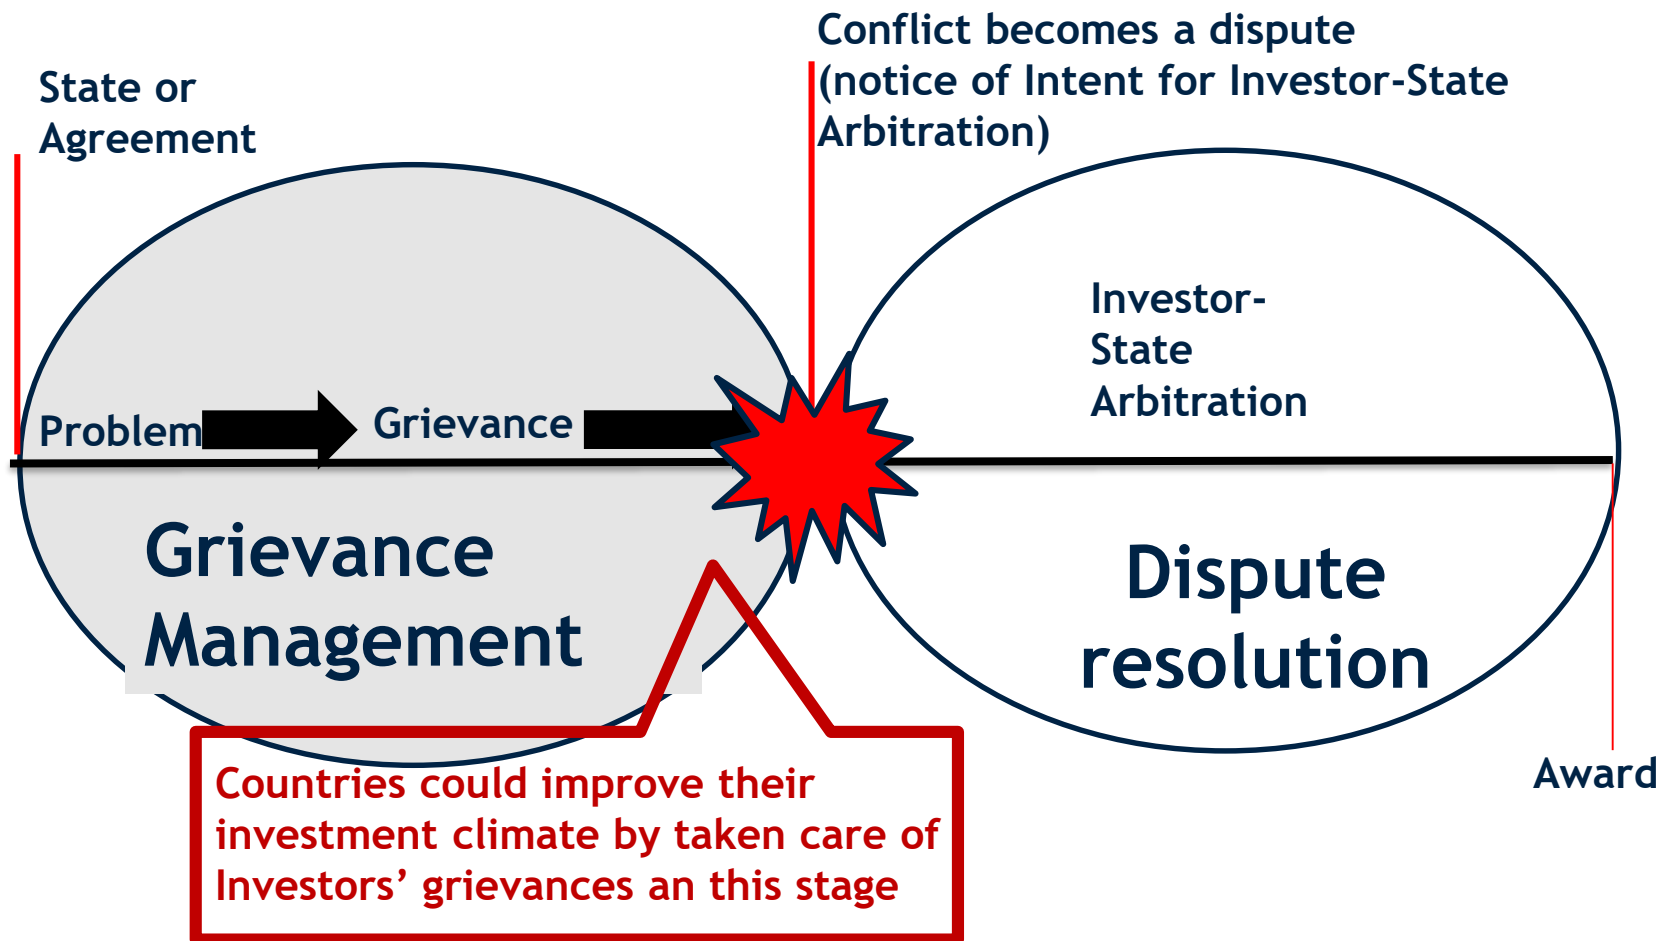 State or
Agreement
Conflict becomes a dispute
(notice of Intent for Investor-State
Arbitration)
Problem
Grievance
Investor-
State
Arbitration
Grievance
Management
Dispute
resolution
Countries could improve their
investment climate by taken care of
Investors’ grievances an this stage
Award